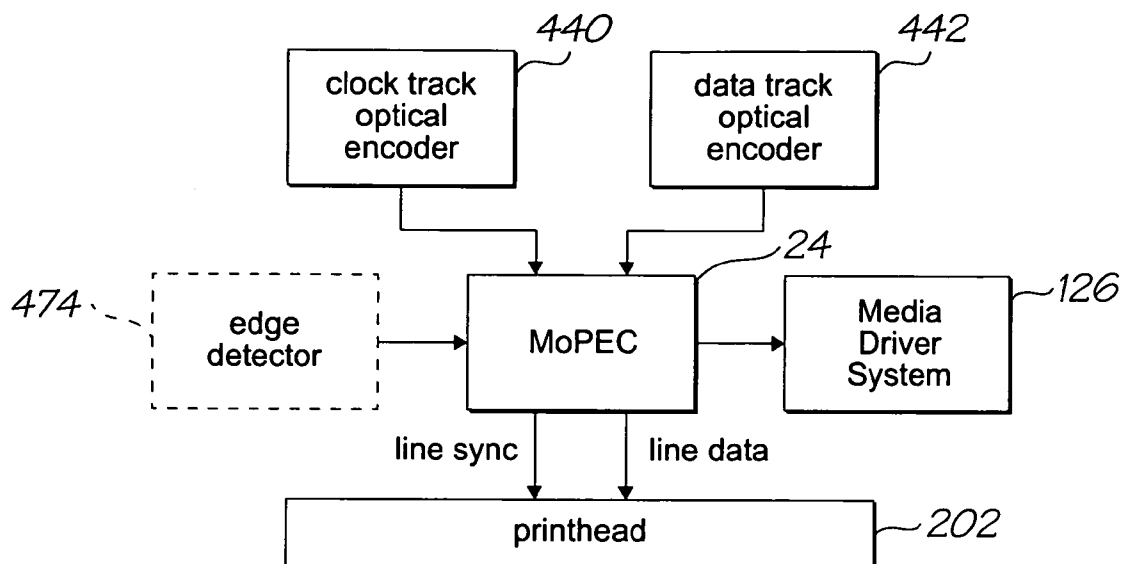 440
442
clock track
optical
encoder
data track
optical
encoder
24
474
edge
detector
MoPEC
Media
Driver
System
126
line sync
line data
printhead
202